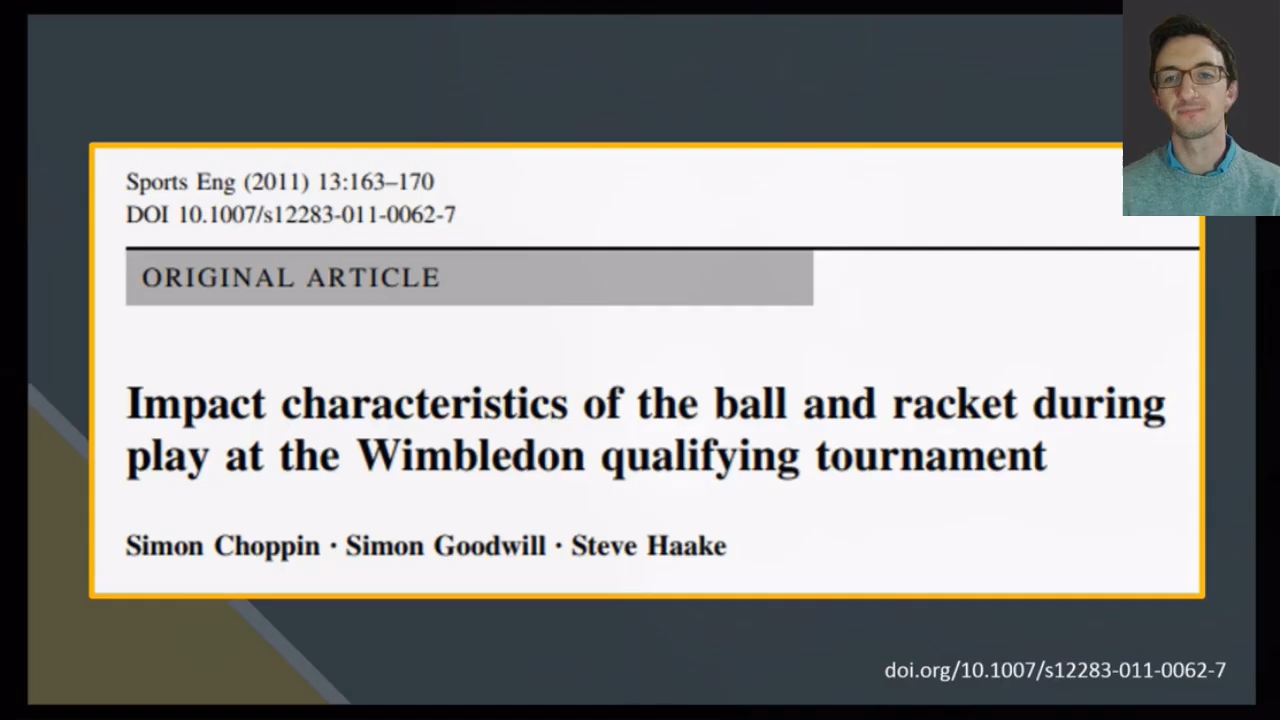 Sports Eng (2011) 13:163–170
DOI 10.1007/s12283-011-0062-7
ORIGINAL ARTICLE
Impact characteristics of the ball and racket during
play at the Wimbledon qualifying tournament
Simon Choppin · Simon Goodwill · Steve Haake
doi.org/10.1007/s12283-011-0062-7